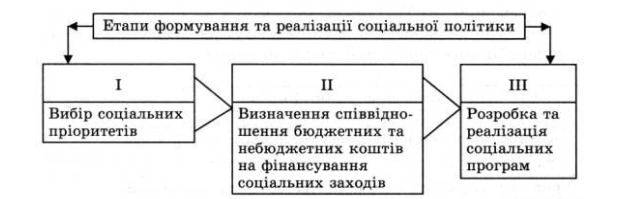 Етапи формування та реалізації соціальної політики
I
Вибір соціальних
пріоритетів
II
Визначення співвідно-
шення бюджетних та
небюджетних коштів
на фінансування
соціальних заходів
III
Розробка та
реалізація
соціальних
програм